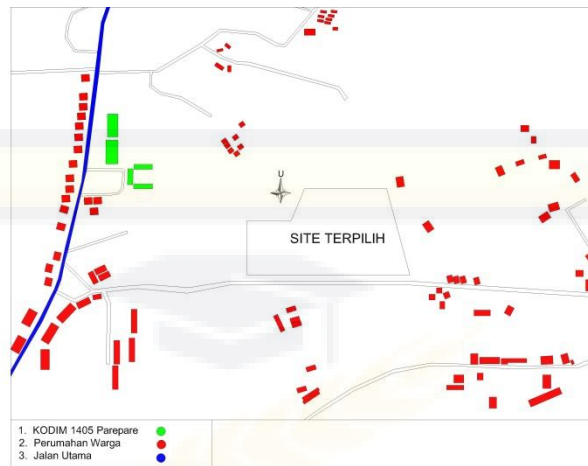 U
SITE TERPILIH
1. KODIM 1405 Parepare
2. Perumahan Warga
3. Jalan Utama